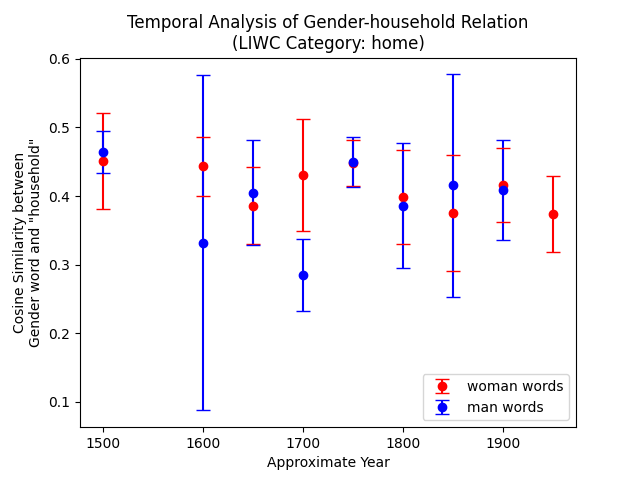 Temporal Analysis of Gender-household Relation
(LIWC Category: home)
Cosine Similarity between
Gender word and "household"
0.6
0.5
0.4
0.3
0.2
0.1
woman words
man words
1500 1600 1700 1800 1900
Approximate Year